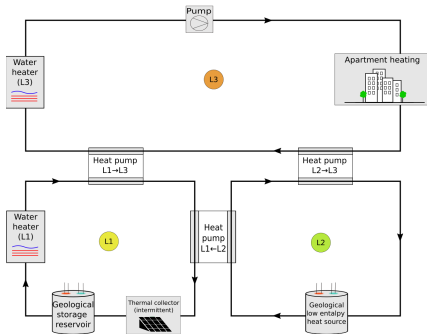 Pump
Water
heater
(L3)
L3
Apartment heating
Heat pump
L1→L3
Heat pump
L2→L3
Water
heater
(L1)
L1
Heat
pump
L1←L2
L2
Geological
storage
reservoir
Thermal collector
(intermittent)
Geological
low entalpy
heat source